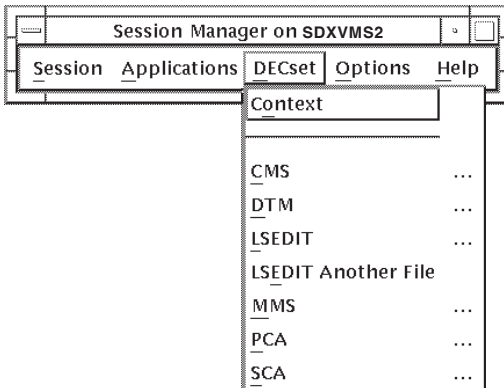 Session Manager on SDXVMS2
Session Applications DECset Options Help
Context
CMS ...
DTM ...
LSEDIT ...
LSEDIT Another File
MMS ...
PCA ...
SCA ...